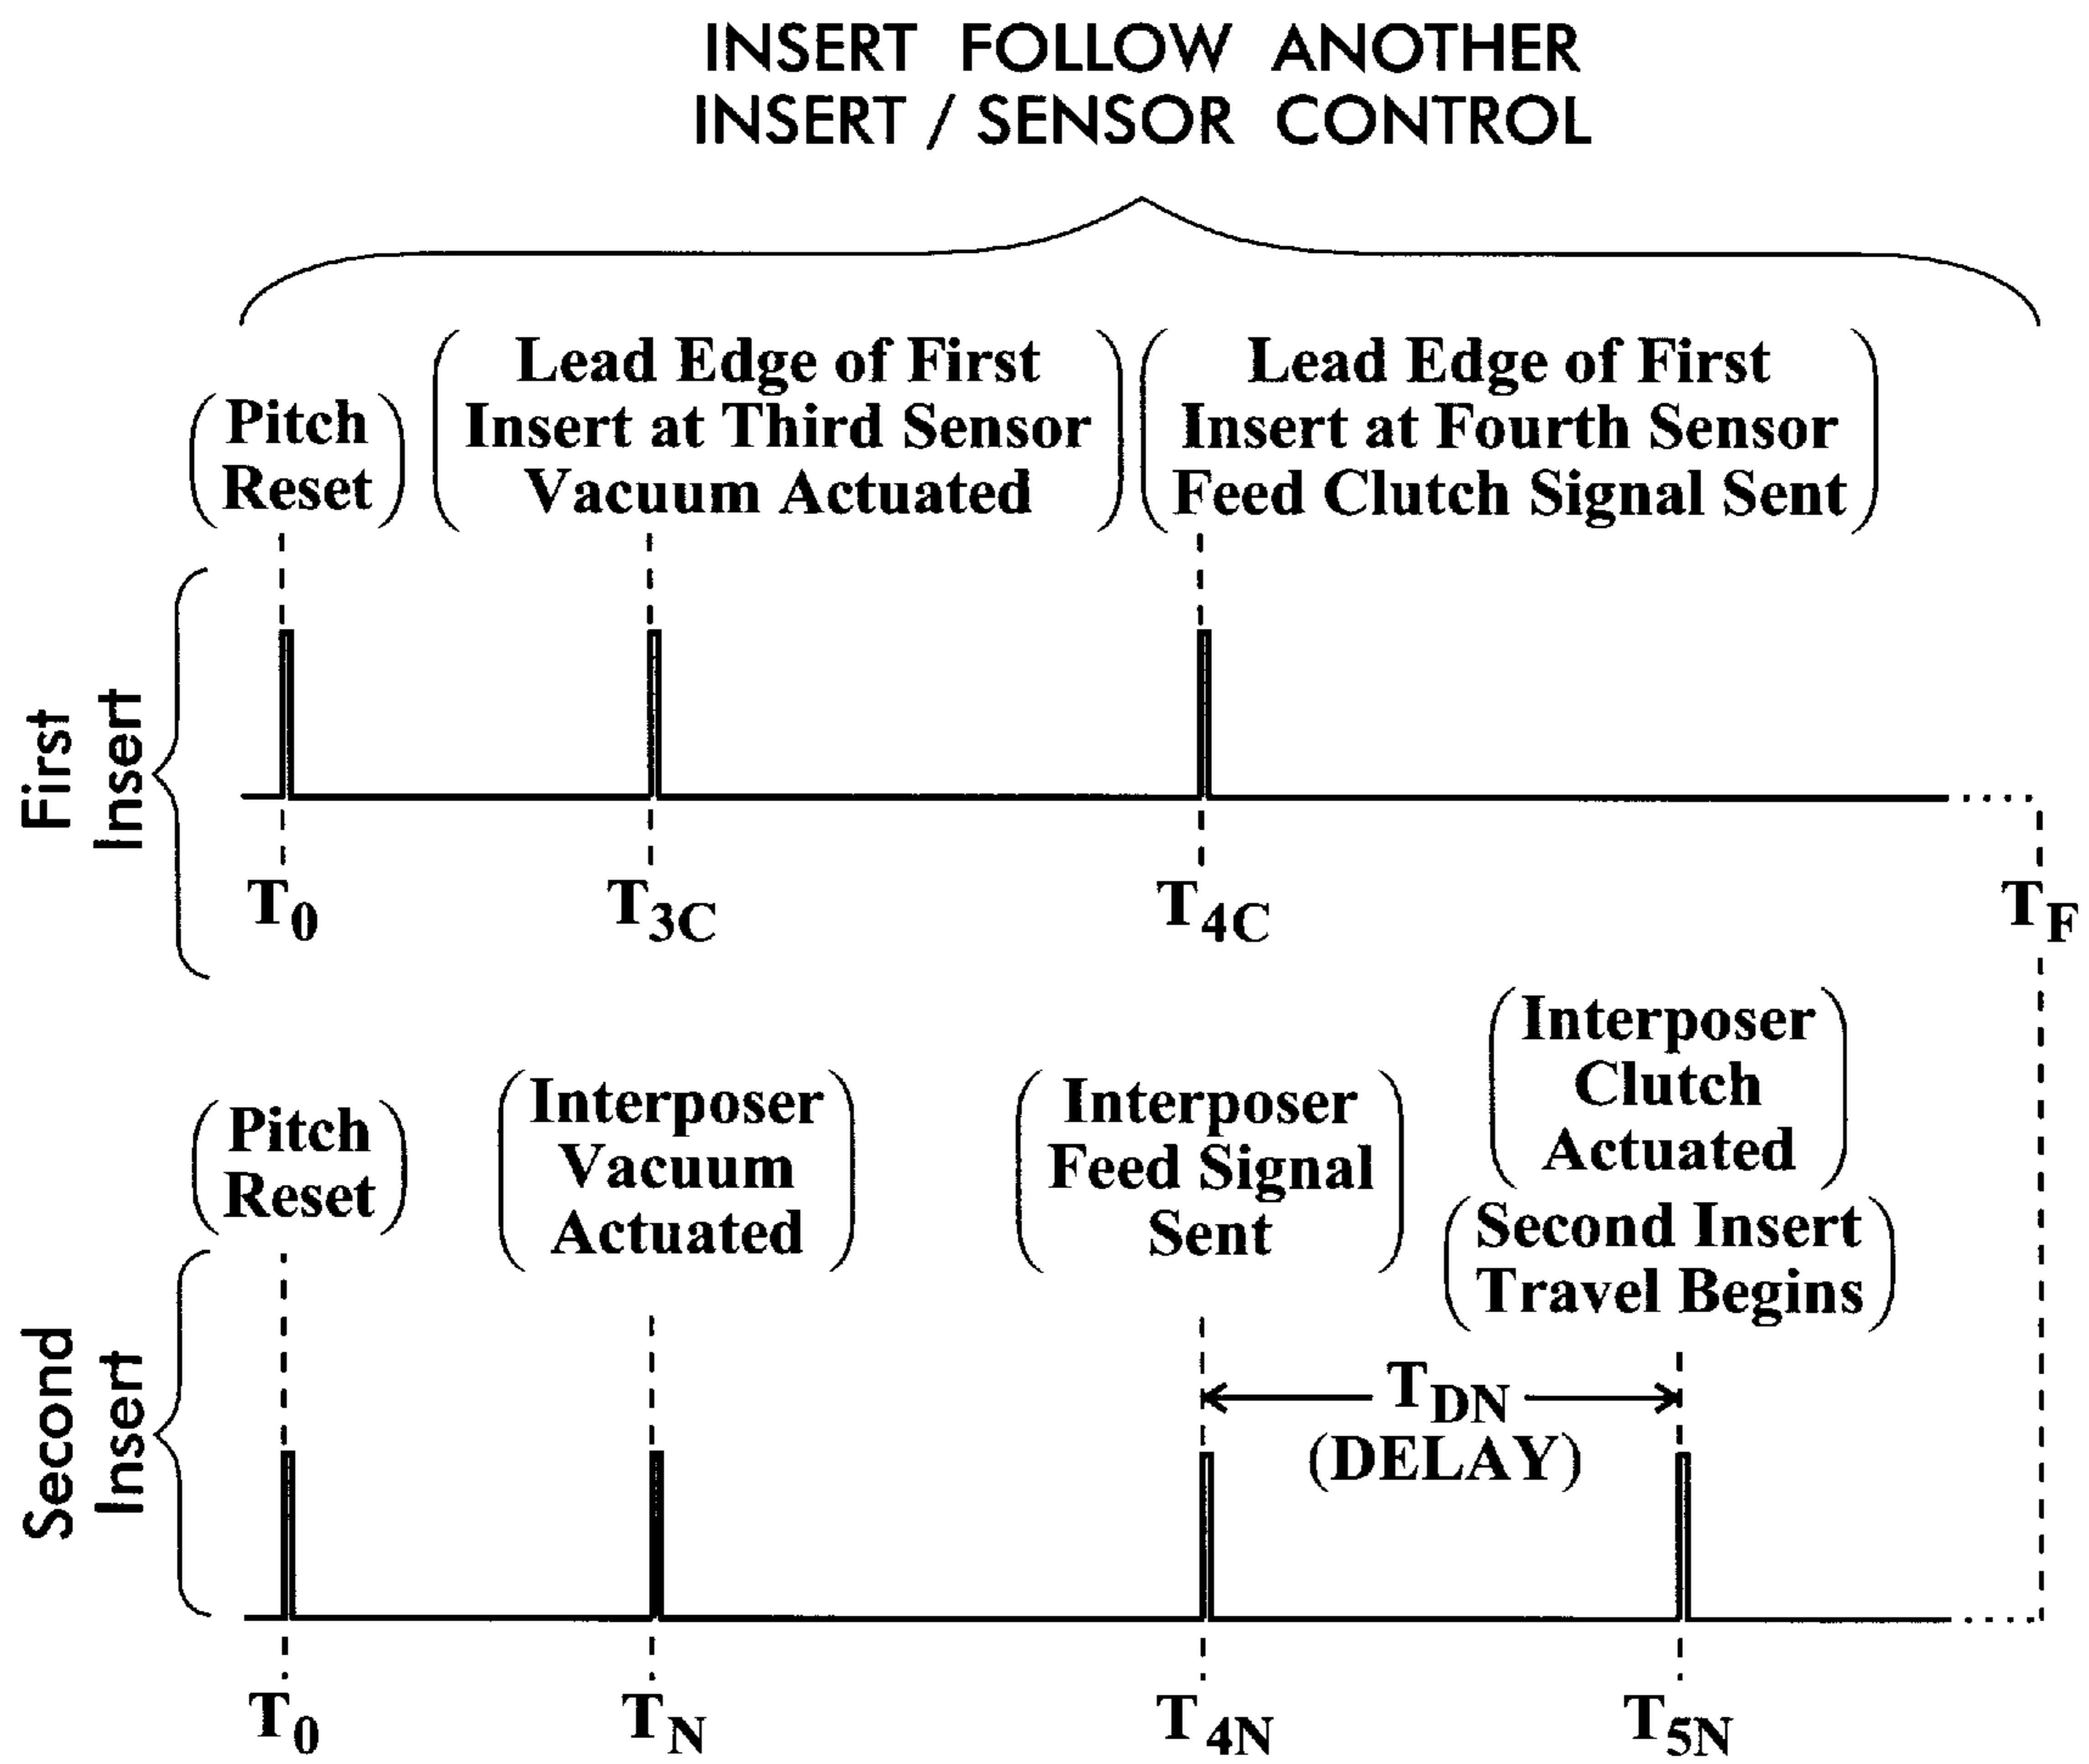 INSERT FOLLOW ANOTHER
INSERT / SENSOR CONTROL
(Pitch
Reset)
(Lead Edge of First
Insert at Third Sensor
Vacuum Actuated)
(Lead Edge of First
Insert at Fourth Sensor
Feed Clutch Signal Sent)
First
Insert
T0
T3C
T4C
TF
(Pitch
Reset)
(Interposer
Vacuum
Actuated)
(Interposer
Feed Signal
Sent)
(Interposer
Clutch
Actuated)
(Second Insert
Travel Begins)
Second
Insert
TDN
(DELAY)
T0
TN
T4N
T5N